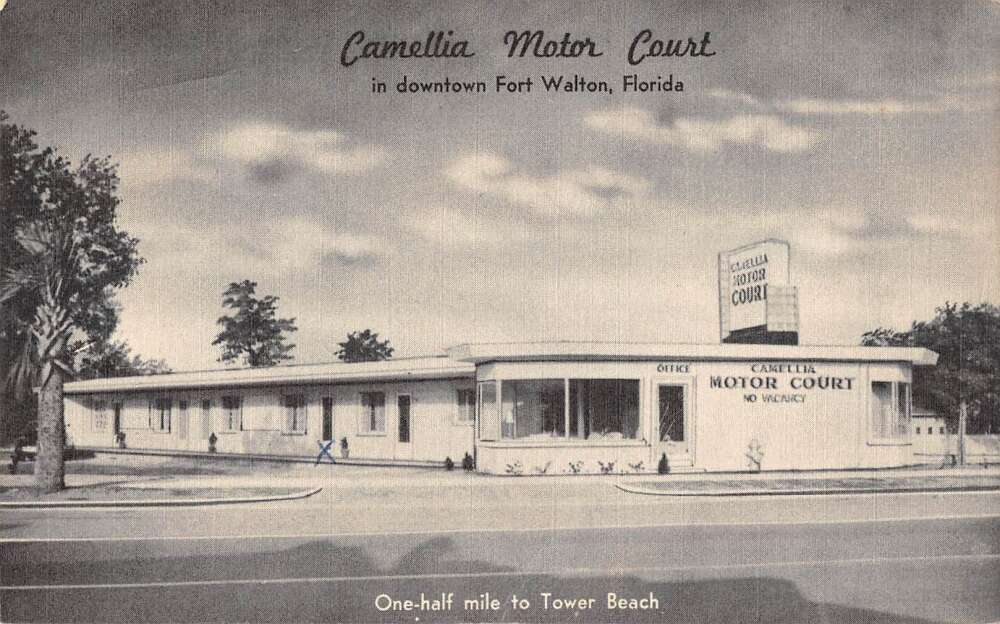 Camellia Motor Court
in downtown Fort Walton, Florida
CAMELLIA
MOTOR
COURT
OFFICE
CAMELLIA
MOTOR COURT
NO VACANCY
X
One-half mile to Tower Beach